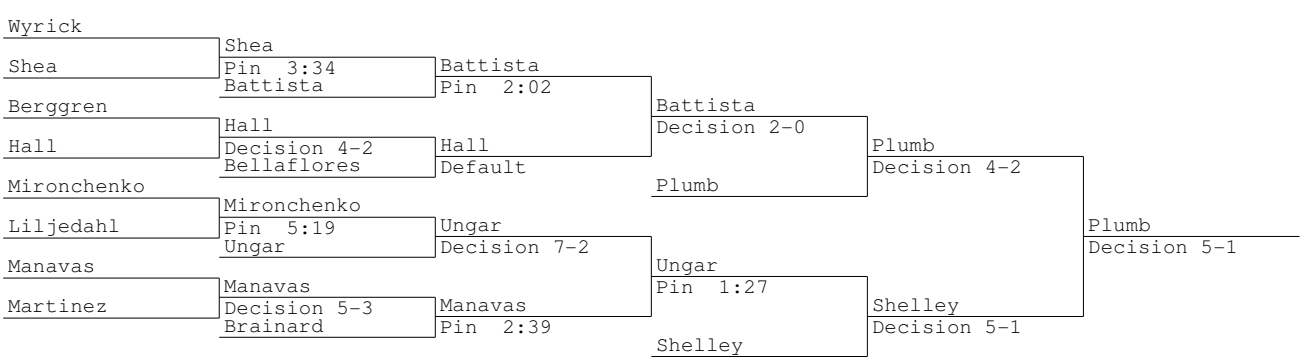 Wyrick
Shea
Shea
Pin 3:34
Battista
Battista
Pin 2:02
Berggren
Battista
Hall
Decision 2-0
Hall
Decision 4-2
Hall
Plumb
Bellaflores
Default
Decision 4-2
Mironchenko
Plumb
Mironchenko
Liljedahl
Pin 5:19
Ungar
Plumb
Ungar
Decision 7-2
Decision 5-1
Manavas
Ungar
Manavas
Pin 1:27
Martinez
Decision 5-3
Manavas
Shelley
Brainard
Pin 2:39
Decision 5-1
Shelley